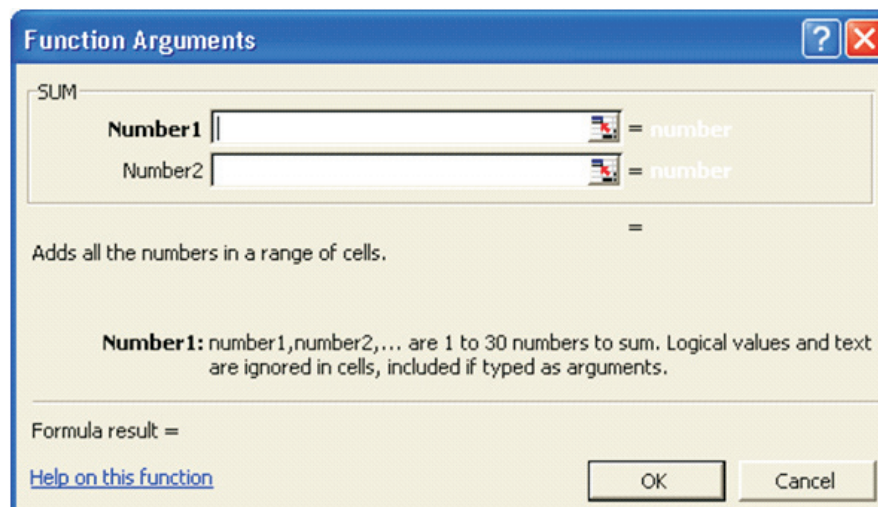 Function Arguments
SUM
Number1 = number
Number2 = number
=
Adds all the numbers in a range of cells.
Number1: number1,number2,... are 1 to 30 numbers to sum. Logical values and text
are ignored in cells, included if typed as arguments.
Formula result =
Help on this function OK Cancel